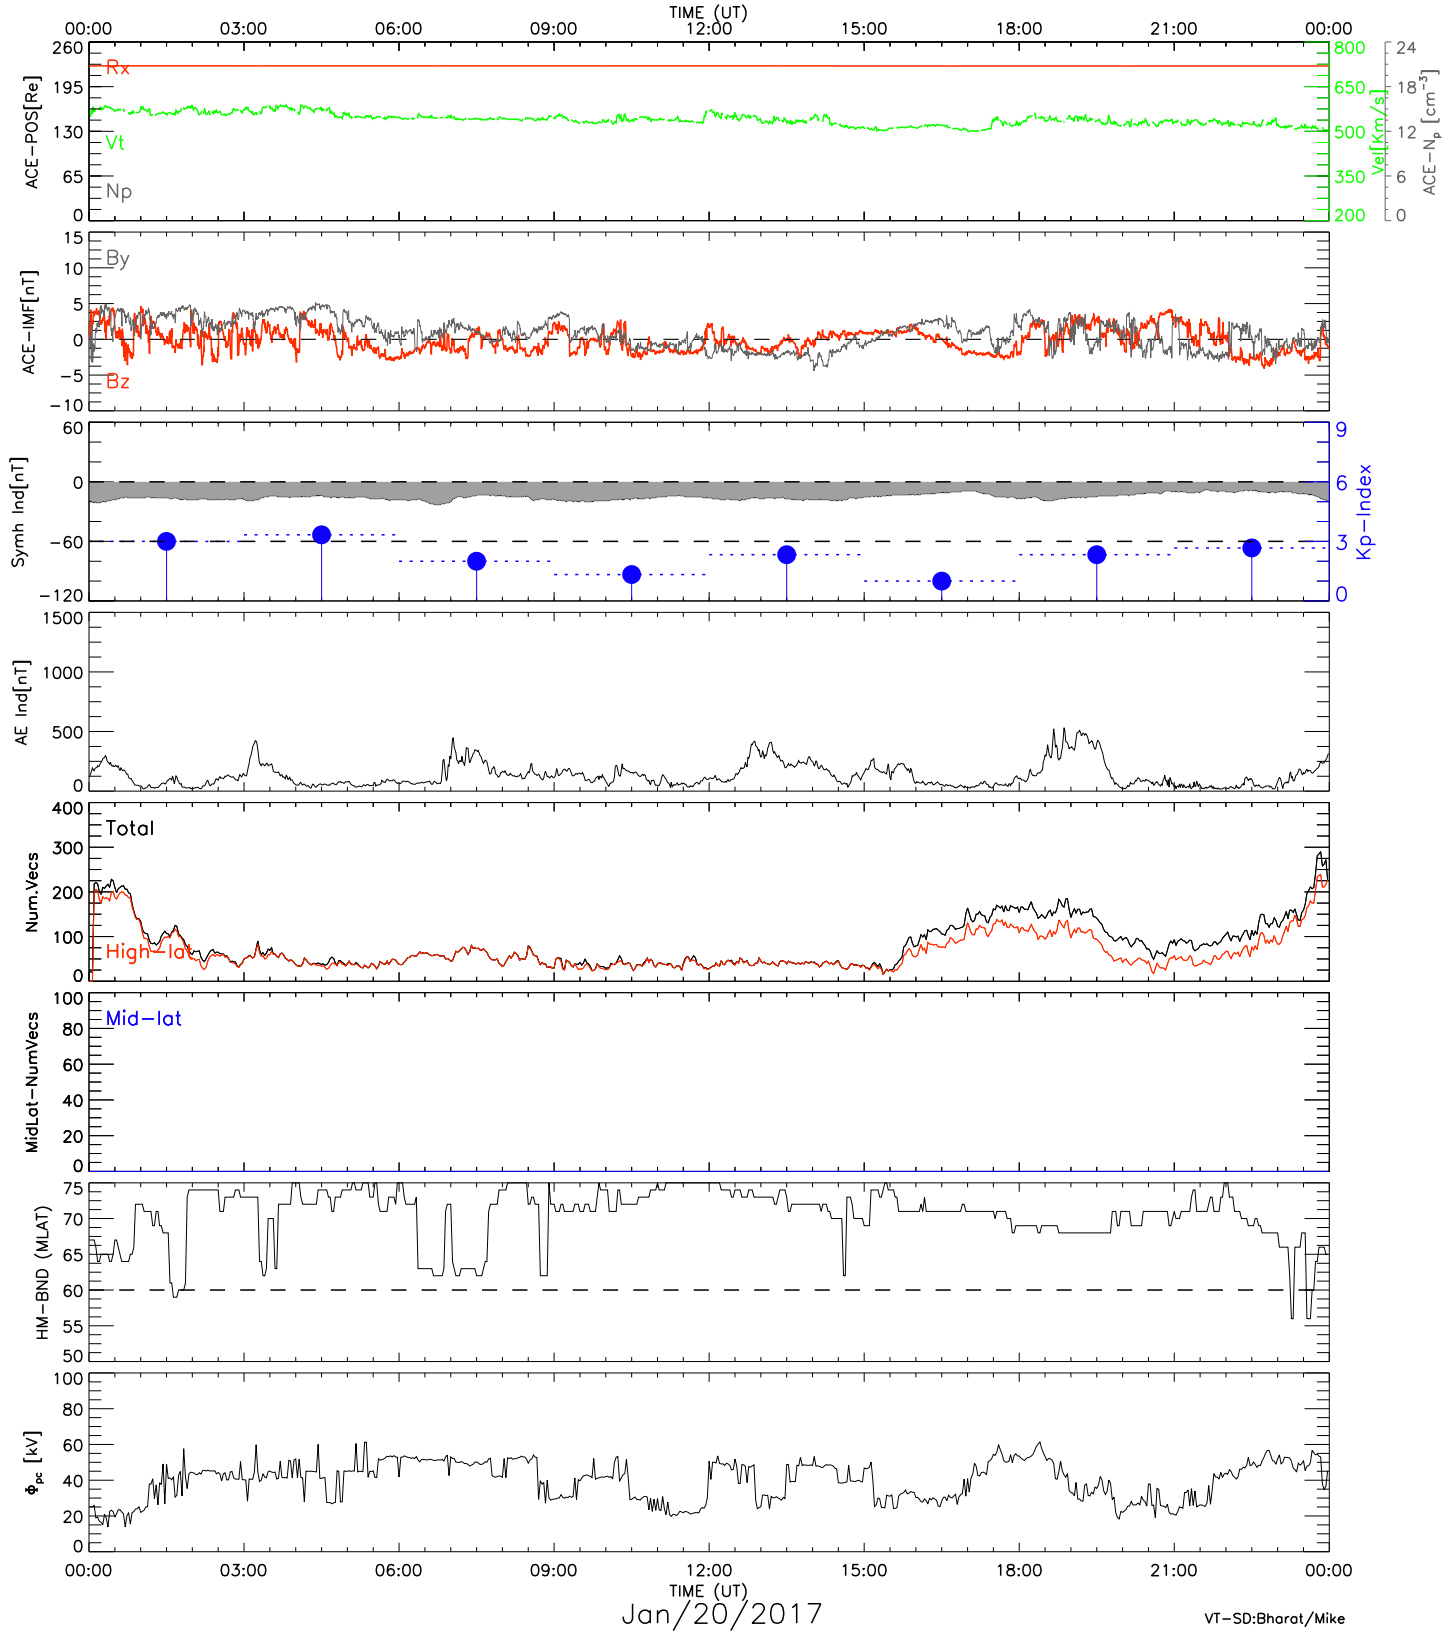 TIME (UT)
00:00 03:00 06:00 09:00 12:00 15:00 18:00 21:00 00:00
ACE-POS[Re]
260
195
130
65
0
Rx
Vt
Np
800
650
500
350
200
Vel[Km/s]
24
18
12
6
0
ACE-Np [cm-3]
ACE-IMF[nT]
15
10
5
0
-5
-10
By
Bz
Symh Ind[nT]
60
0
-60
-120
9
6
3
0
Kp-Index
AE Ind[nT]
1500
1000
500
0
Num.Vecs
400
300
200
100
0
Total
High-lat
MidLat-NumVecs
100
80
60
40
20
0
Mid-lat
HM-BND (MLAT)
75
70
65
60
55
50
Φpc [kV]
100
80
60
40
20
0
00:00 03:00 06:00 09:00 12:00 15:00 18:00 21:00 00:00
TIME (UT)
Jan/20/2017
VT-SD:Bharat/Mike